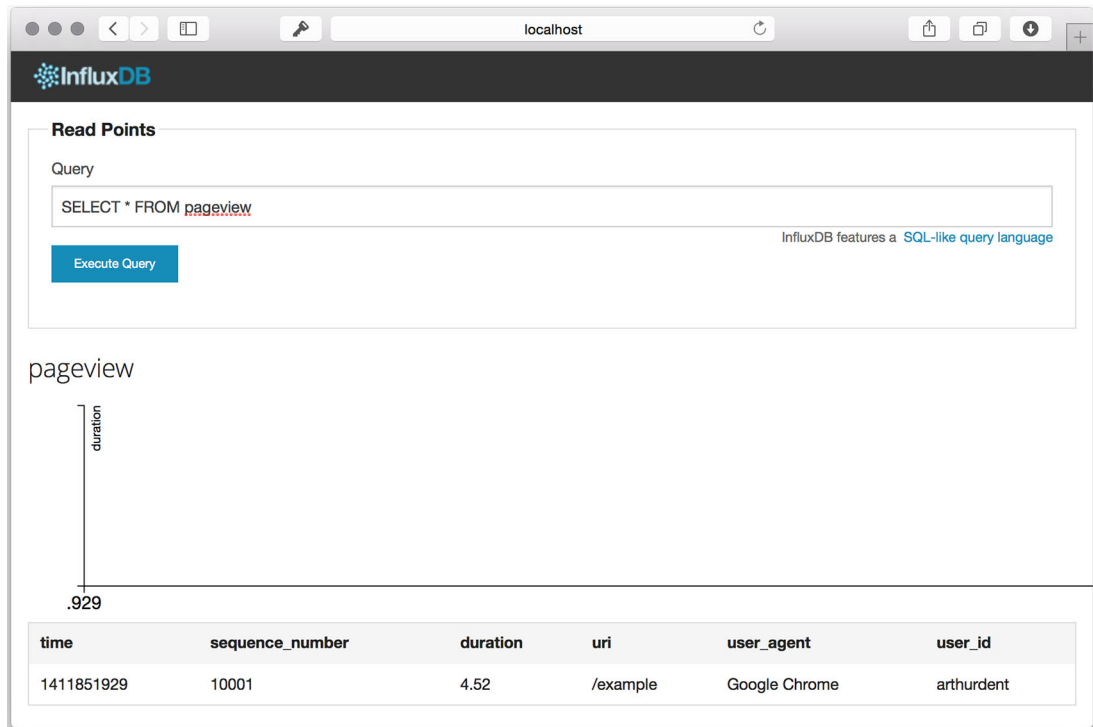 localhost
InfluxDB
Read Points
Query
SELECT * FROM pageview
InfluxDB features a SQL-like query language
Execute Query
pageview
duration
.929
time sequence_number duration uri user_agent user_id
1411851929 10001 4.52 /example Google Chrome arthurdent